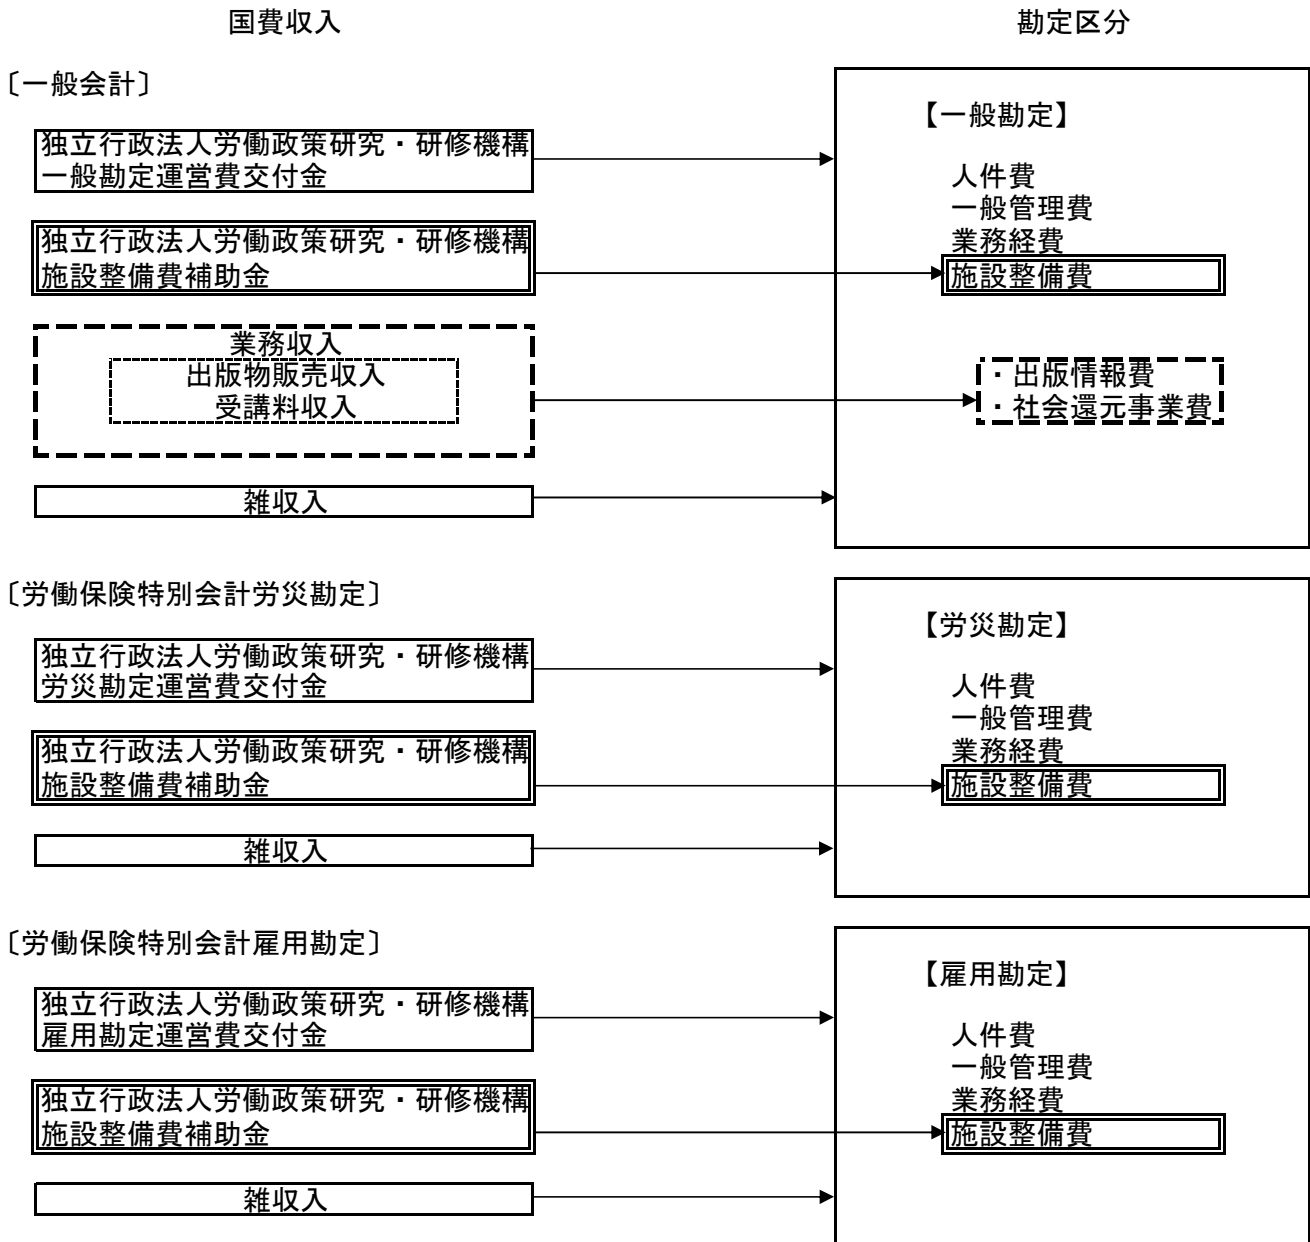 国費収入
勘定区分
〔一般会計〕
独立行政法人労働政策研究・研修機構
一般勘定運営費交付金
独立行政法人労働政策研究・研修機構
施設整備費補助金
業務収入
出版物販売収入
受講料収入
雑収入
【一般勘定】
人件費
一般管理費
業務経費
施設整備費
・出版情報費
・社会還元事業費
〔労働保険特別会計労災勘定〕
独立行政法人労働政策研究・研修機構
労災勘定運営費交付金
独立行政法人労働政策研究・研修機構
施設整備費補助金
雑収入
【労災勘定】
人件費
一般管理費
業務経費
施設整備費
〔労働保険特別会計雇用勘定〕
独立行政法人労働政策研究・研修機構
雇用勘定運営費交付金
独立行政法人労働政策研究・研修機構
施設整備費補助金
雑収入
【雇用勘定】
人件費
一般管理費
業務経費
施設整備費